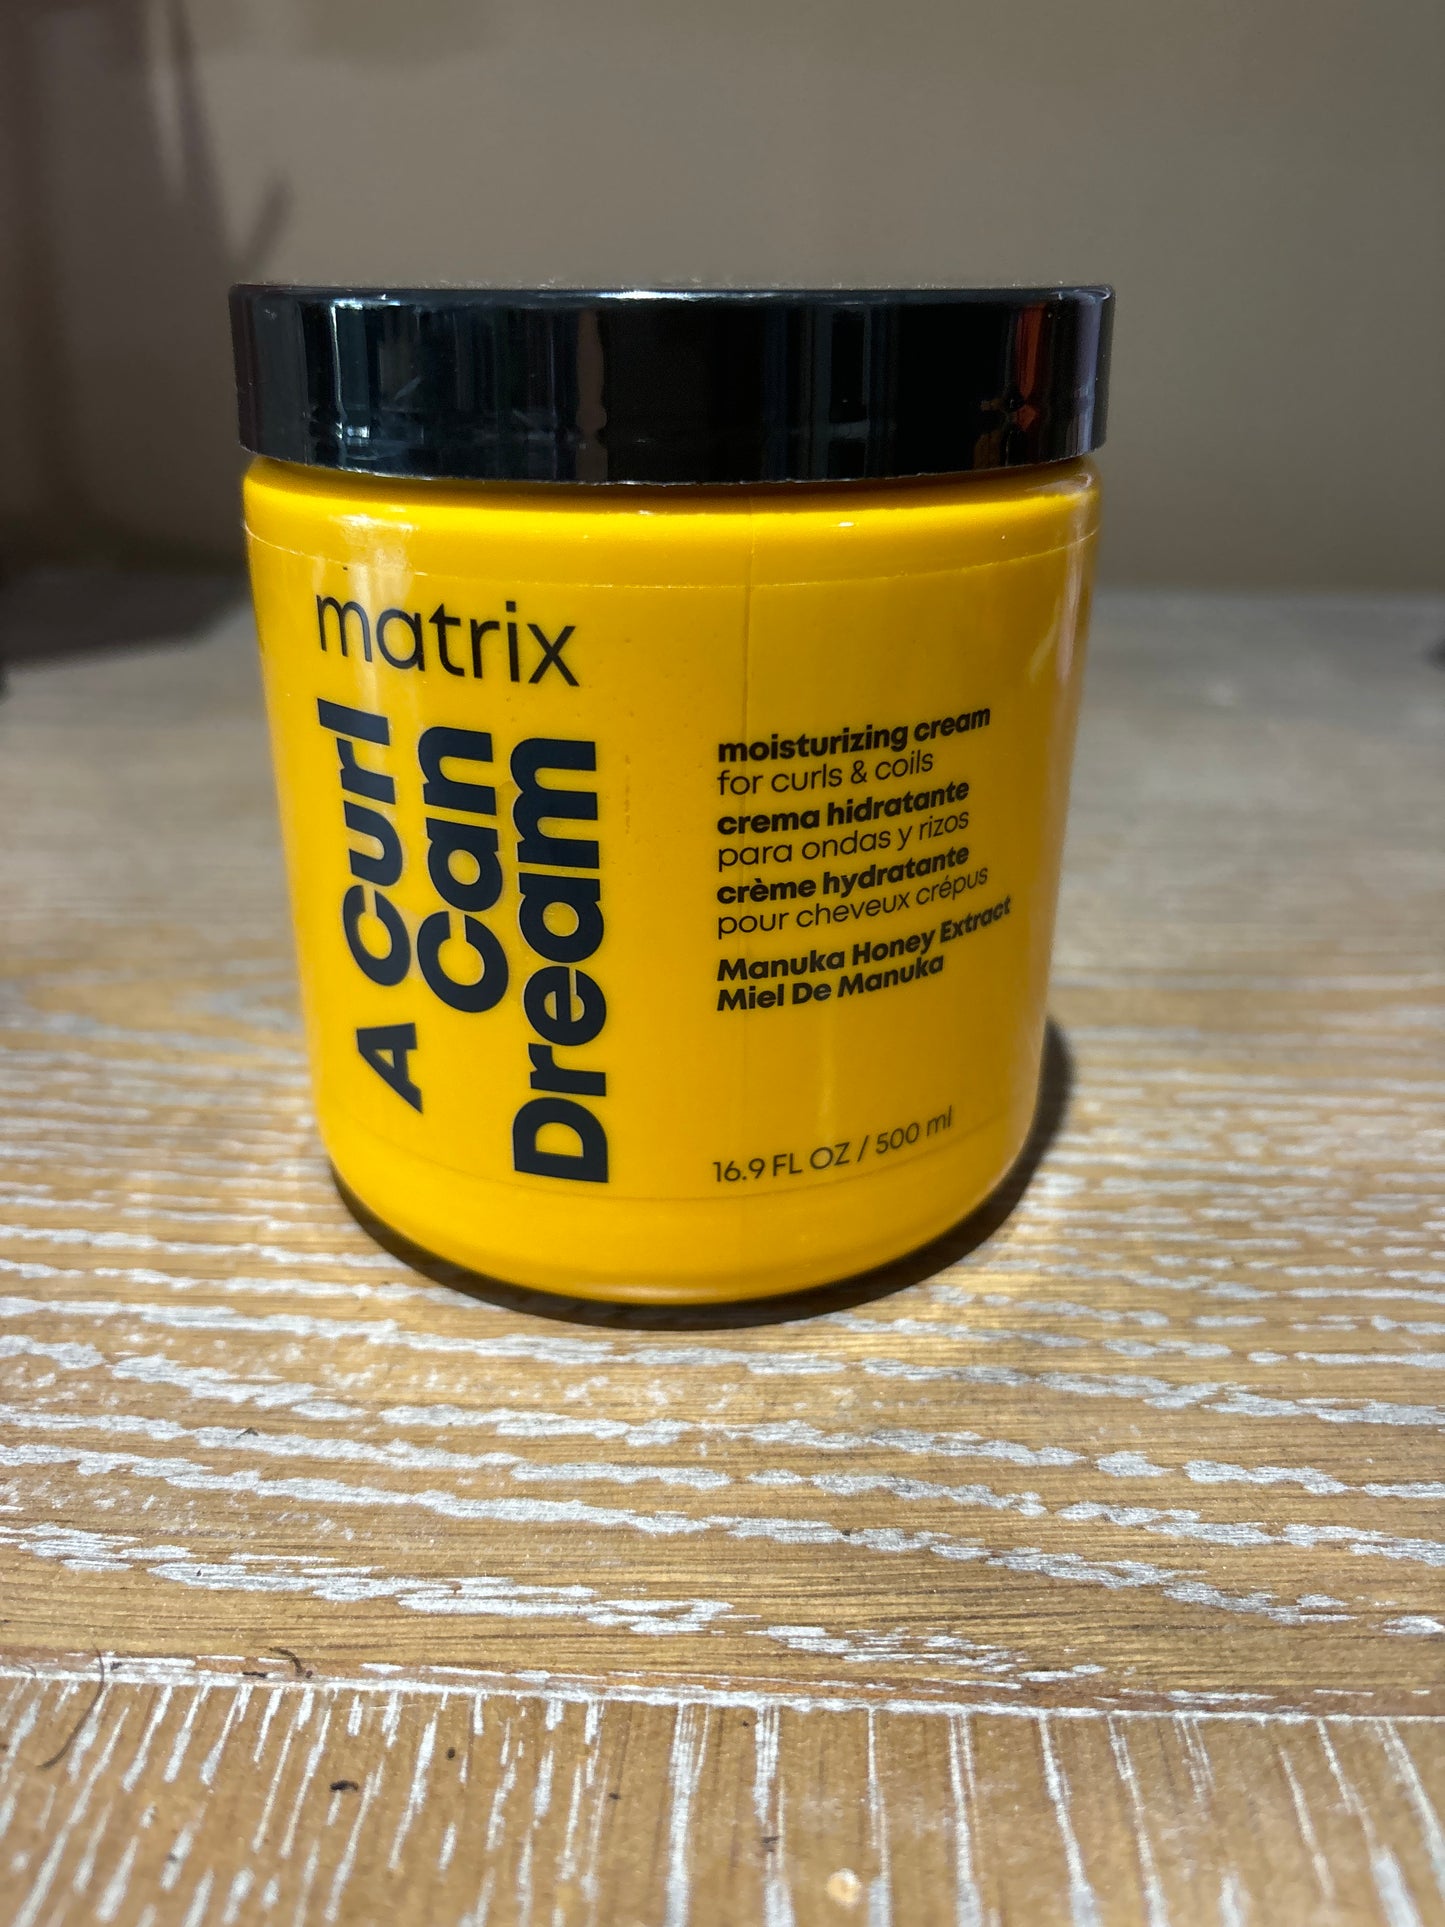 matrix
A Curl
Can
Dream
moisturizing cream
for curls & coils
crema hidratante
para ondas y rizos
crème hydratante
pour cheveux crépus
Manuka Honey Extract
Miel De Manuka
16.9 FL OZ / 500 ml